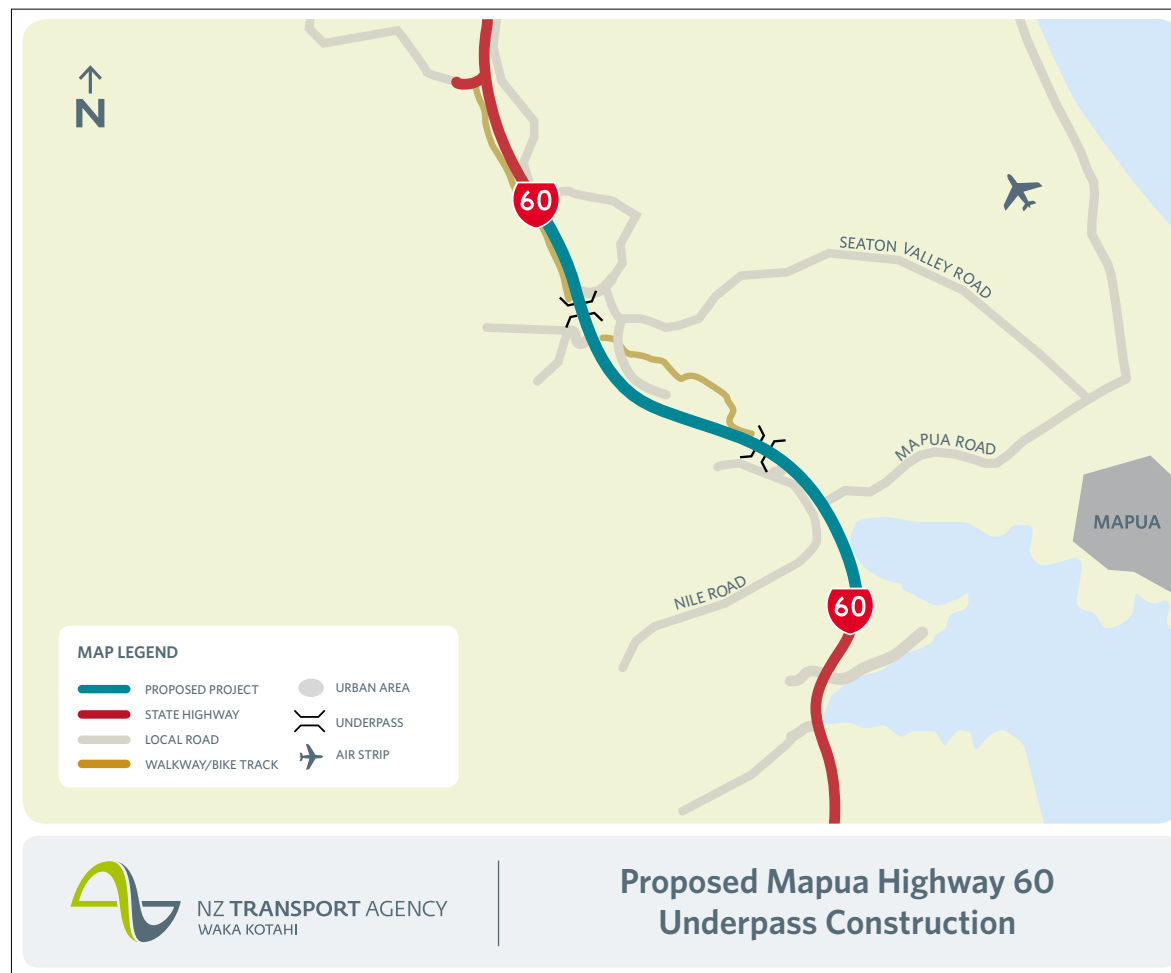 N
60
SEATON VALLEY ROAD
MAPUA ROAD
MAPUA
NILE ROAD
60
MAP LEGEND
PROPOSED PROJECT
STATE HIGHWAY
LOCAL ROAD
WALKWAY/BIKE TRACK
URBAN AREA
UNDERPASS
AIR STRIP
NZ TRANSPORT AGENCY
WAKA KOTAHI
Proposed Mapua Highway 60
Underpass Construction